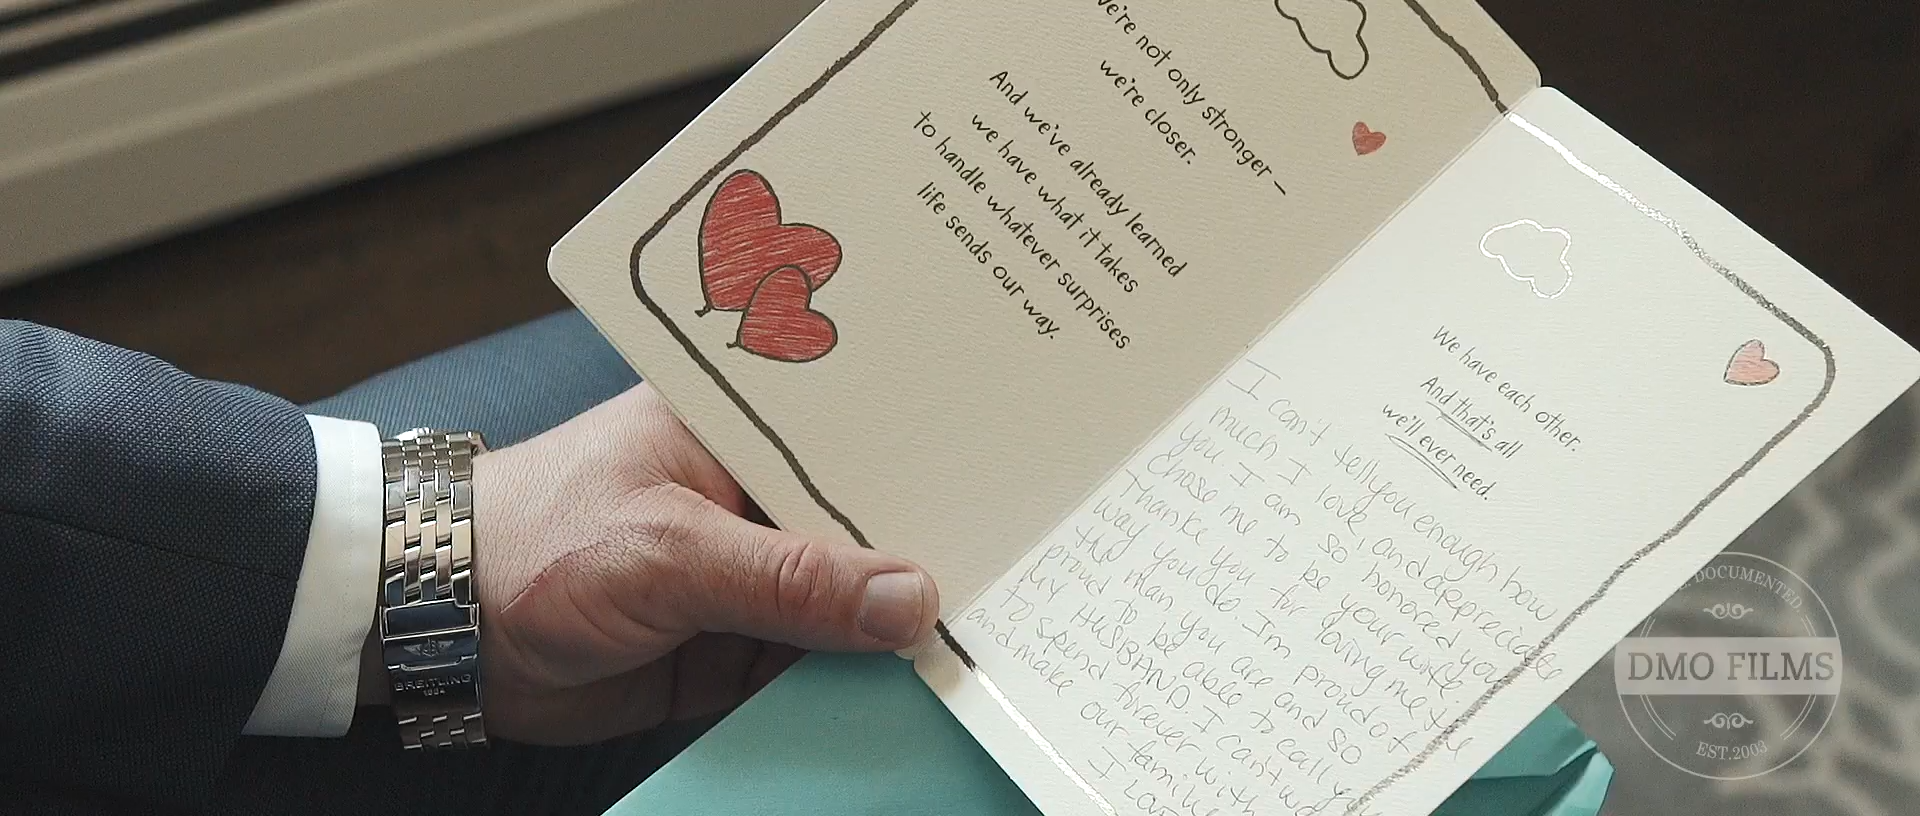 We're not only stronger –
we're closer.
And we've already learned
we have what it takes
to handle whatever surprises
life sends our way.
We have each other.
And that's all
we'll ever need.
I can't tell you enough how
much I love, and appreciate
you. I am so honored you
chose me to be your wife.
Thanke you for loving me the
way you do. Im proud of
the man you are and so
proud to be able to call you
My HUSBAND I can't wait
to spend forever with
and make our family
I Love
BREITLING
1884
DOCUMENTED.
DMO FILMS
EST.2003